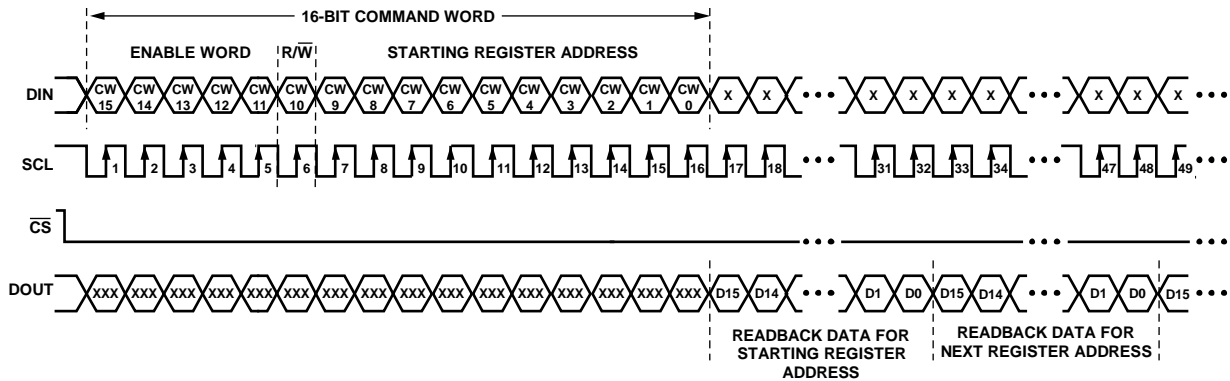 16-BIT COMMAND WORD
ENABLE WORD R/W̅ STARTING REGISTER ADDRESS
DIN CW 15 CW 14 CW 13 CW 12 CW 11 CW 10 CW 9 CW 8 CW 7 CW 6 CW 5 CW 4 CW 3 CW 2 CW 1 CW 0 X X ••• X X X X ••• X X X •••
SCL 1 2 3 4 5 6 7 8 9 10 11 12 13 14 15 16 17 18 ••• 31 32 33 34 ••• 47 48 49 •••
C̅S̅ ••• ••• •••
DOUT XXX XXX XXX XXX XXX XXX XXX XXX XXX XXX XXX XXX XXX XXX XXX XXX D15 D14 ••• D1 D0 D15 D14 ••• D1 D0 D15 •••
READBACK DATA FOR
STARTING REGISTER
ADDRESS
READBACK DATA FOR
NEXT REGISTER ADDRESS